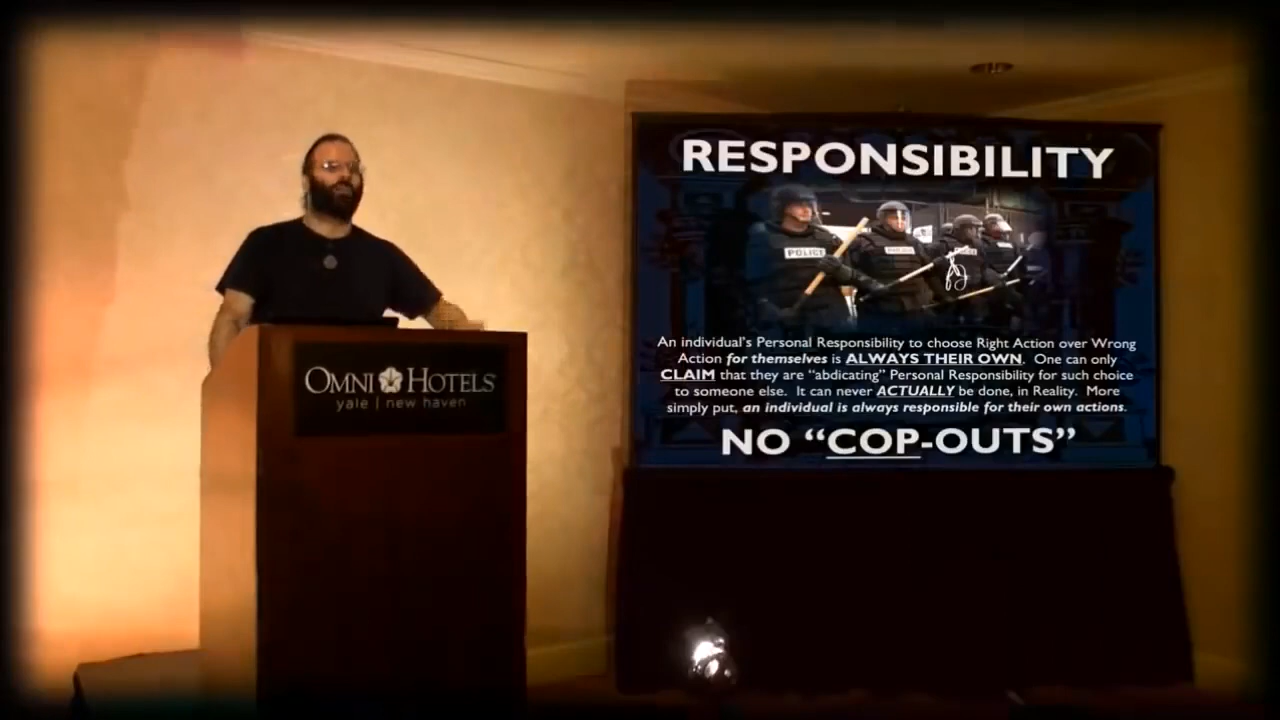 RESPONSIBILITY
POLICE
An individual's Personal Responsibility to choose Right Action over Wrong
Action for themselves is ALWAYS THEIR OWN. One can only
CLAIM that they are “abdicating” Personal Responsibility for such choice
to someone else. It can never ACTUALLY be done, in Reality. More
simply put, an individual is always responsible for their own actions.
NO “COP-OUTS”
OMNI HOTELS
yale | new haven